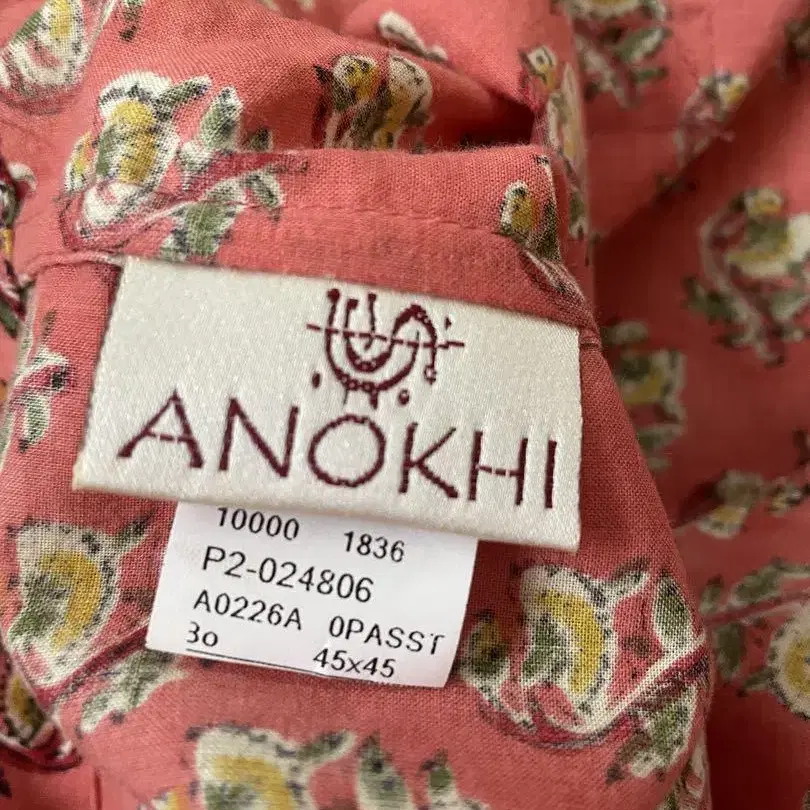 ANOKHI
10000 1836
P2-024806
A0226A 0PASST
3o
45x45